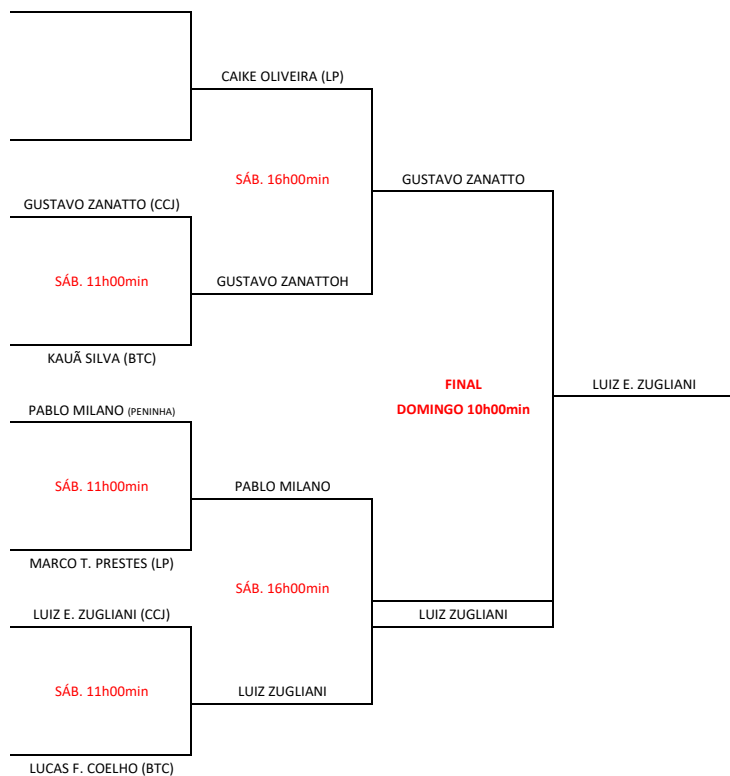 CAIKE OLIVEIRA (LP)
SÁB. 16h00min
GUSTAVO ZANATTO
GUSTAVO ZANATTO (CCJ)
SÁB. 11h00min
GUSTAVO ZANATTOH
KAUÃ SILVA (BTC)
FINAL
LUIZ E. ZUGLIANI
DOMINGO 10h00min
PABLO MILANO (PENINHA)
SÁB. 11h00min
PABLO MILANO
MARCO T. PRESTES (LP)
SÁB. 16h00min
LUIZ E. ZUGLIANI (CCJ)
LUIZ ZUGLIANI
SÁB. 11h00min
LUIZ ZUGLIANI
LUCAS F. COELHO (BTC)